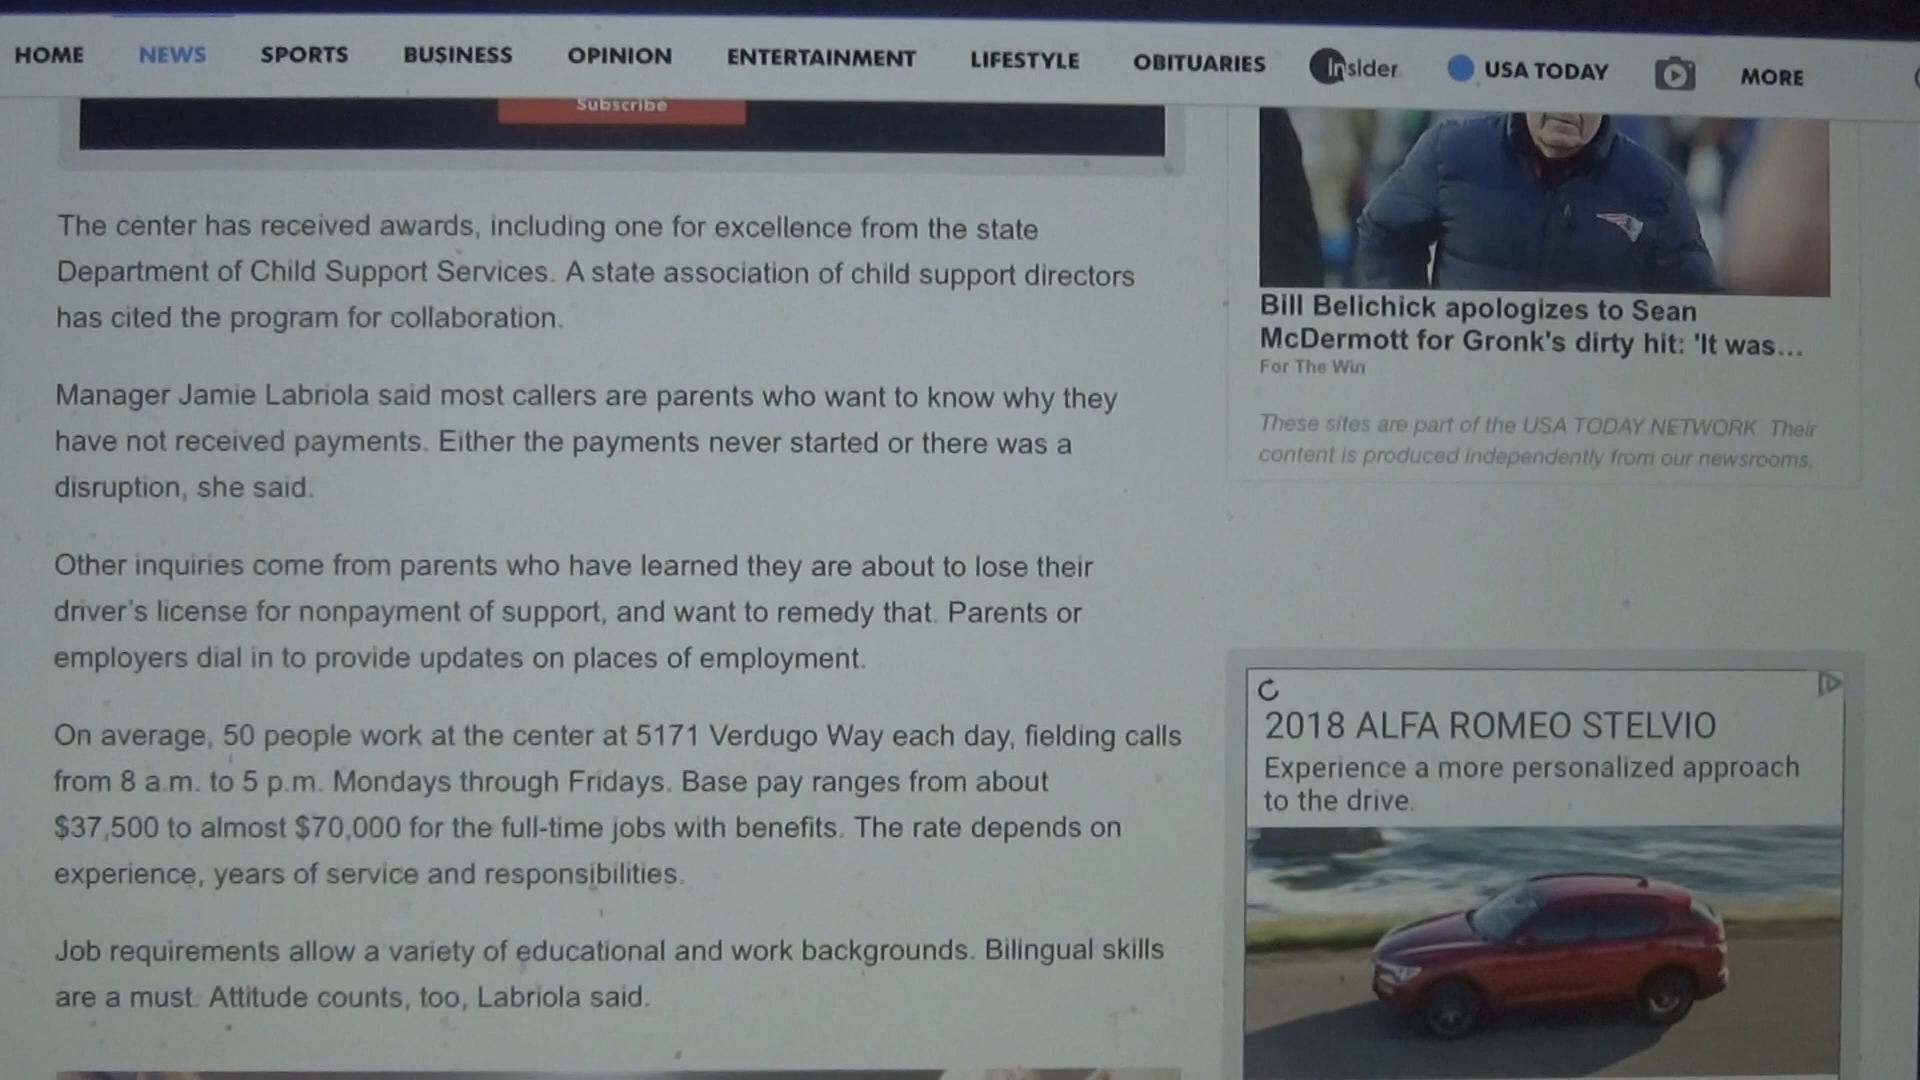 HOME NEWS SPORTS BUSINESS OPINION ENTERTAINMENT LIFESTYLE OBITUARIES Insider USA TODAY MORE
Subscribe
The center has received awards, including one for excellence from the state
Department of Child Support Services. A state association of child support directors
has cited the program for collaboration.
Manager Jamie Labriola said most callers are parents who want to know why they
have not received payments. Either the payments never started or there was a
disruption, she said.
Other inquiries come from parents who have learned they are about to lose their
driver's license for nonpayment of support, and want to remedy that. Parents or
employers dial in to provide updates on places of employment.
On average, 50 people work at the center at 5171 Verdugo Way each day, fielding calls
from 8 a.m. to 5 p.m. Mondays through Fridays. Base pay ranges from about
$37,500 to almost $70,000 for the full-time jobs with benefits. The rate depends on
experience, years of service and responsibilities.
Job requirements allow a variety of educational and work backgrounds. Bilingual skills
are a must. Attitude counts, too, Labriola said.
Bill Belichick apologizes to Sean
McDermott for Gronk's dirty hit: 'It was...
For The Win
These sites are part of the USA TODAY NETWORK. Their
content is produced independently from our newsrooms.
2018 ALFA ROMEO STELVIO
Experience a more personalized approach
to the drive.